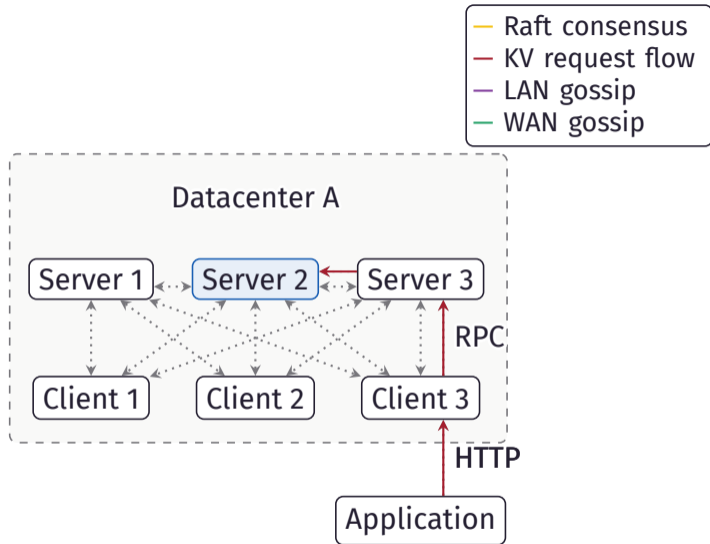 Raft consensus
KV request flow
LAN gossip
WAN gossip
Datacenter A
Server 1 Server 2 Server 3
RPC
Client 1 Client 2 Client 3
HTTP
Application